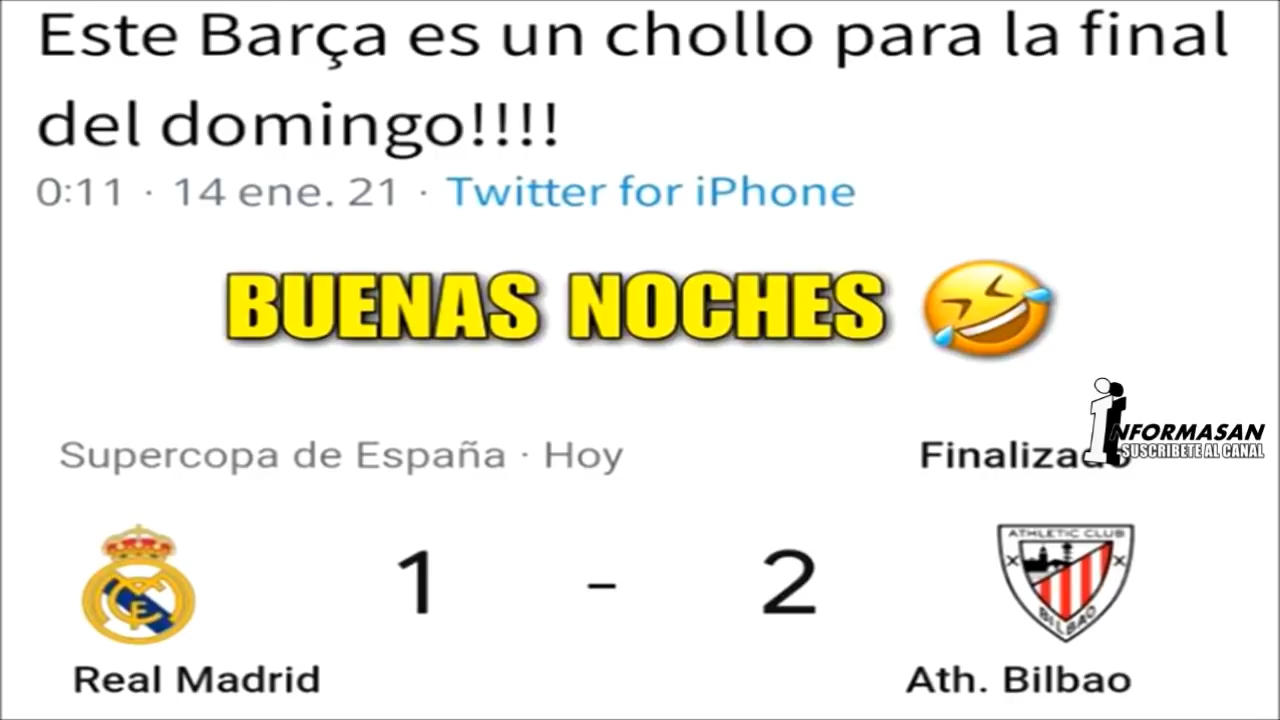 Este Barça es un chollo para la final
del domingo!!!!
0:11 · 14 ene. 21 · Twitter for iPhone
BUENAS NOCHES
Supercopa de España · Hoy
Finalizado
INFORMASAN
SUSCRIBETE AL CANAL
ATHLETIC CLUB
BILBAO
1 - 2
Real Madrid
Ath. Bilbao